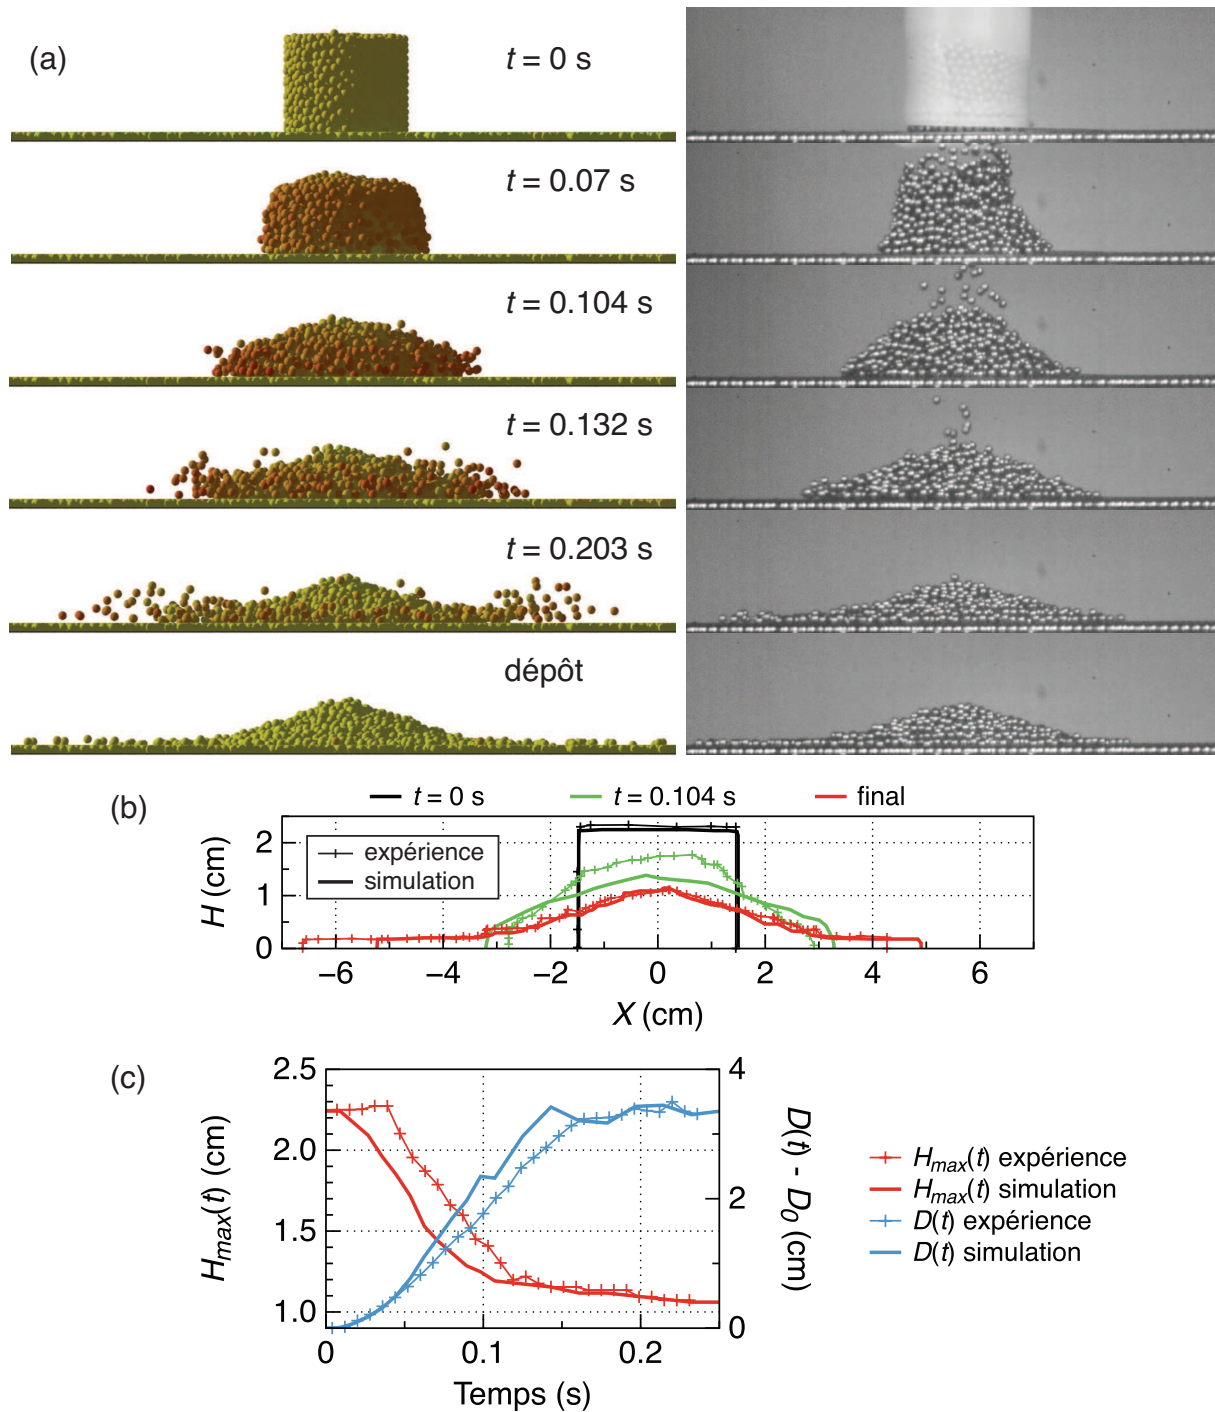 (a)
t = 0 s
t = 0.07 s
t = 0.104 s
t = 0.132 s
t = 0.203 s
dépôt
(b)
t = 0 s t = 0.104 s final
expérience
simulation
H (cm)
2
1
0
−6 −4 −2 0 2 4 6
X (cm)
(c)
Hmax(t) (cm)
2.5
2.0
1.5
1.0
4
2
0
D(t) - D0 (cm)
0 0.1 0.2
Temps (s)
Hmax(t) expérience
Hmax(t) simulation
D(t) expérience
D(t) simulation